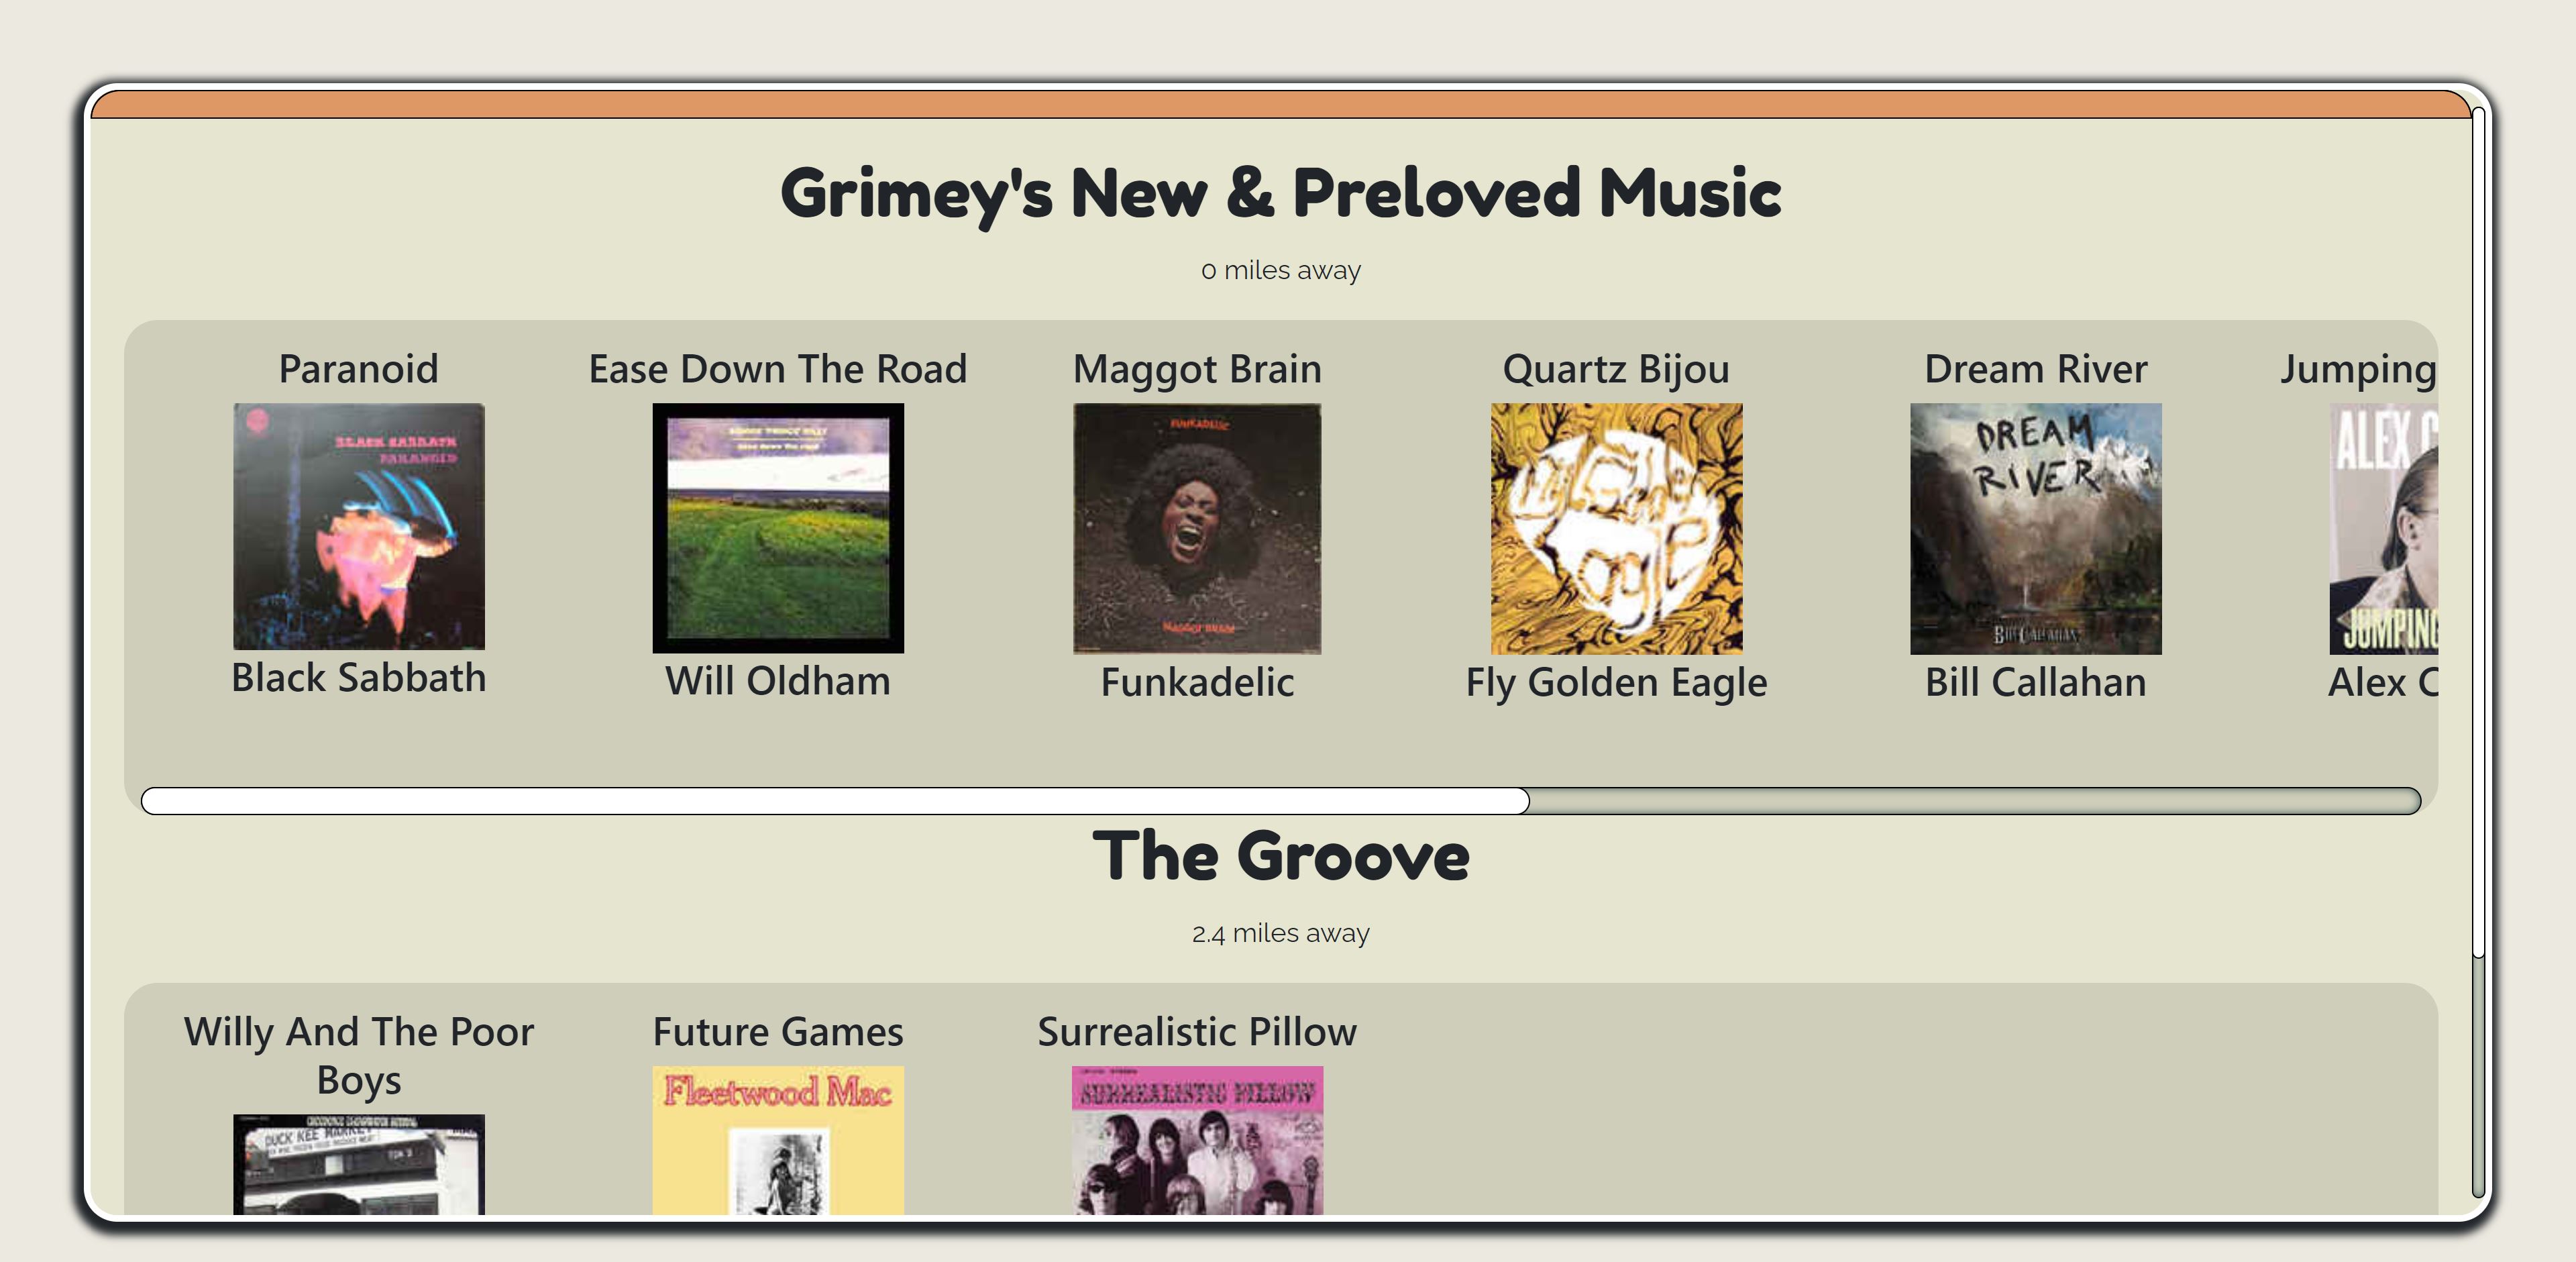 Grimey's New & Preloved Music
0 miles away
Paranoid
Ease Down The Road
Maggot Brain
Quartz Bijou
Dream River
Jumping
BLACK SABBATH
PARANOID
FUNKADELIC
MAGGOT BRAIN
DREAM
RIVER
BILL CALLAHAN
ALEX C
JUMPING
Black Sabbath
Will Oldham
Funkadelic
Fly Golden Eagle
Bill Callahan
Alex C
The Groove
2.4 miles away
Willy And The Poor
Boys
Future Games
Surrealistic Pillow
DUCK KEE MARKET
Fleetwood Mac
SURREALISTIC PILLOW